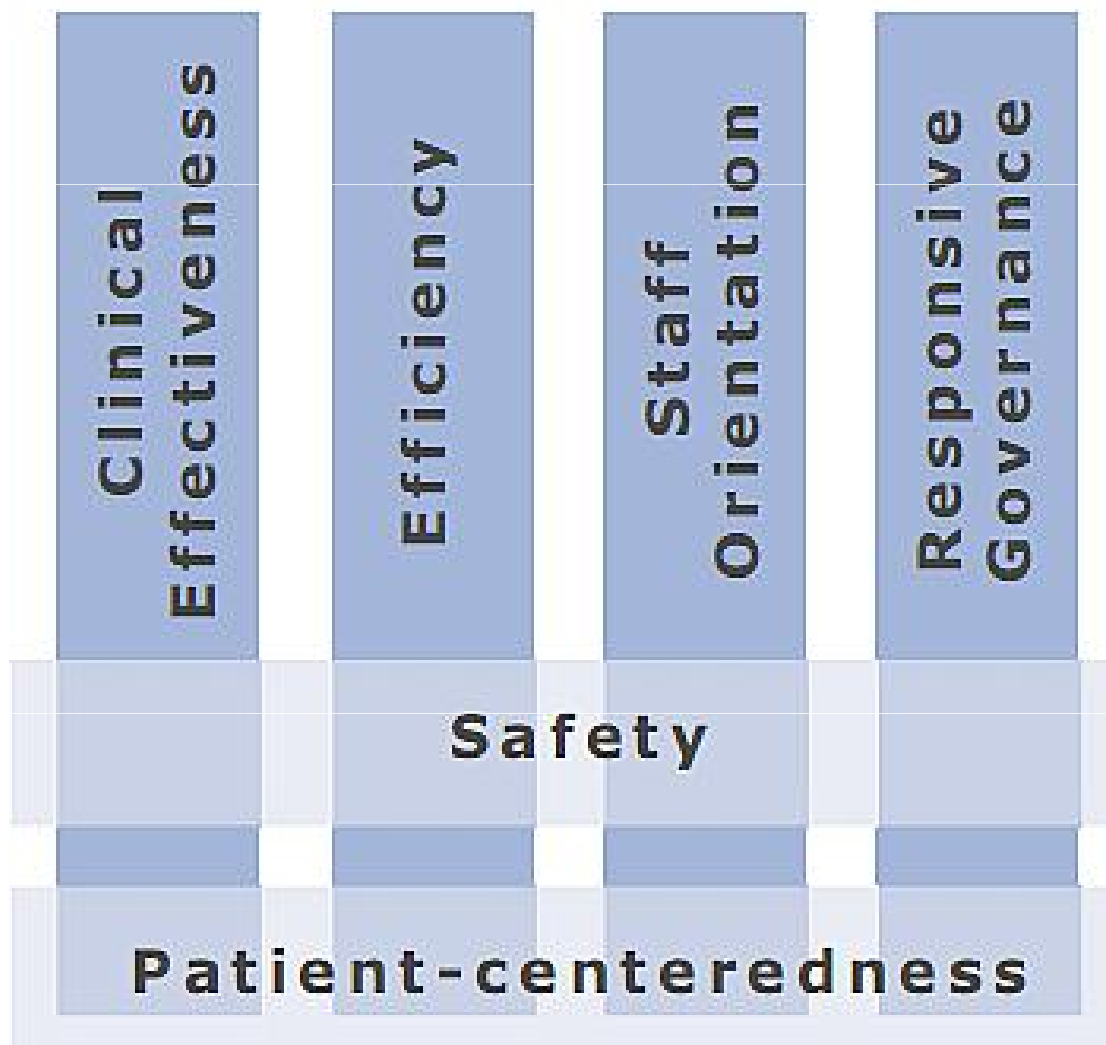 Clinical
Effectiveness
Efficiency
Staff
Orientation
Responsive
Governance
Safety
Patient-centeredness